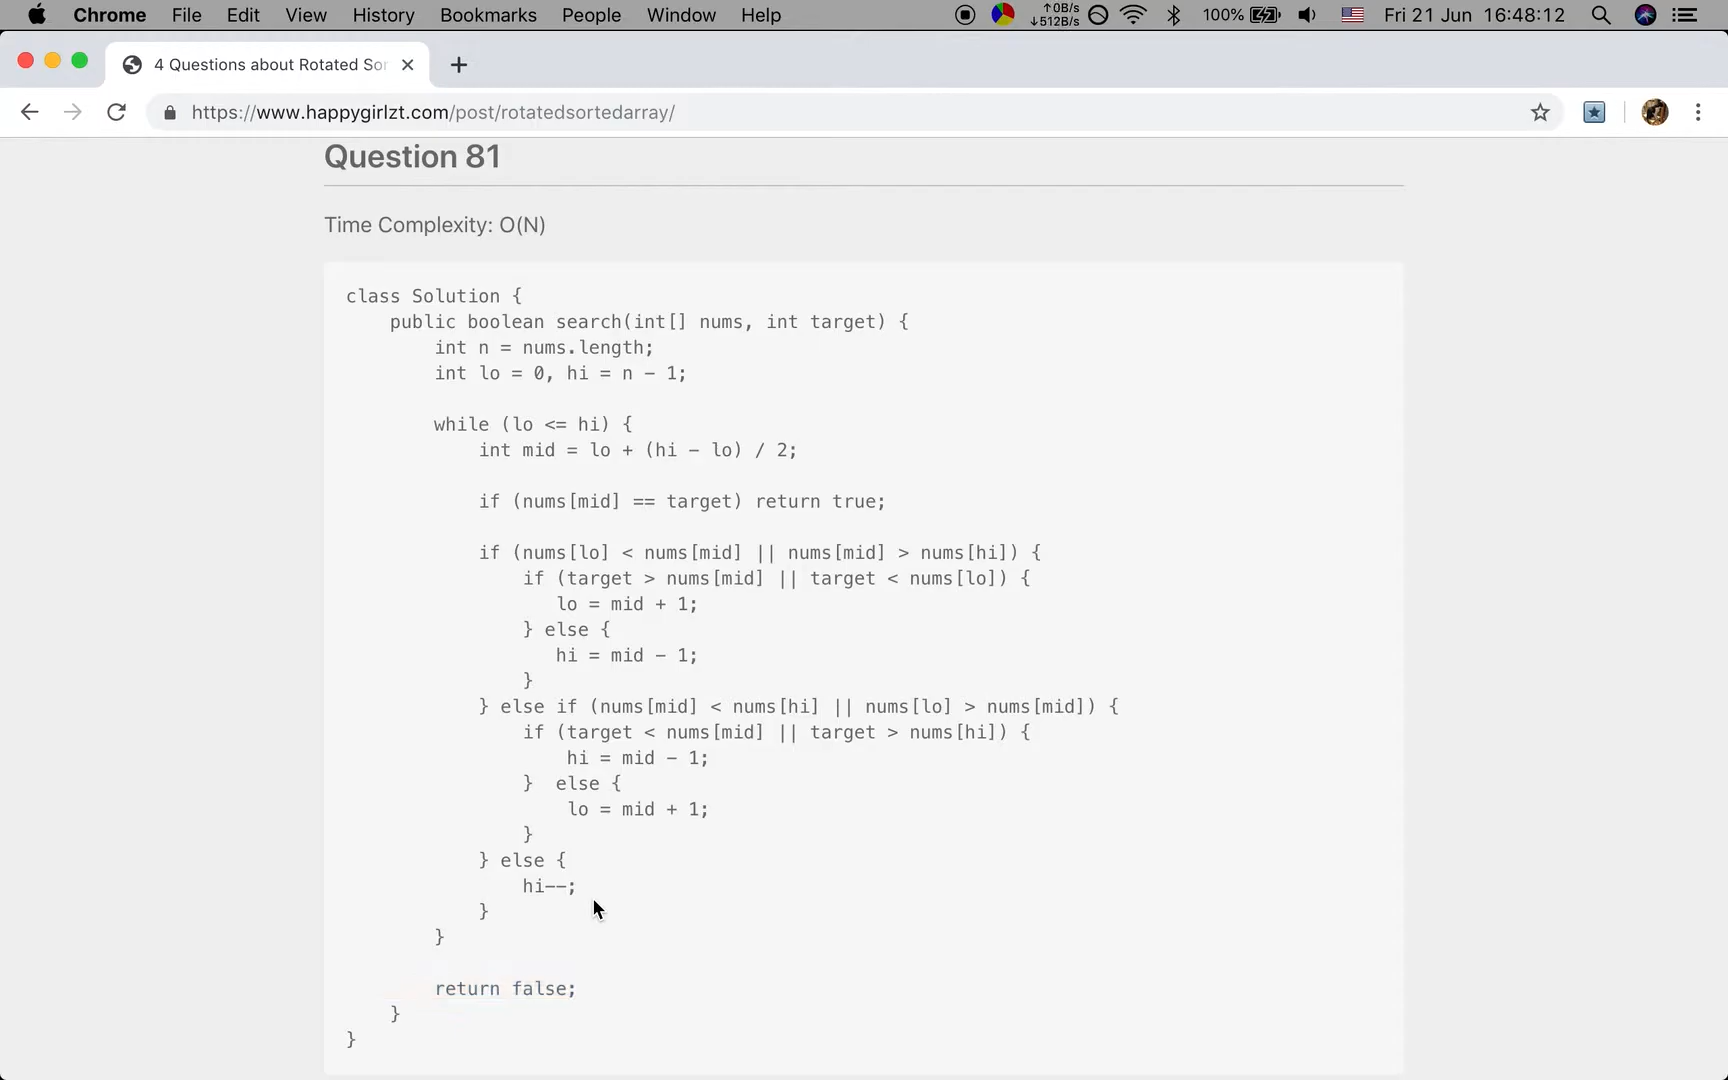 Chrome File Edit View History Bookmarks People Window Help ↑0B/s ↓512B/s 100% Fri 21 Jun 16:48:12
4 Questions about Rotated Sor
https://www.happygirlzt.com/post/rotatedsortedarray/
Question 81
Time Complexity: O(N)
class Solution {
    public boolean search(int[] nums, int target) {
        int n = nums.length;
        int lo = 0, hi = n - 1;
        while (lo <= hi) {
            int mid = lo + (hi - lo) / 2;
            if (nums[mid] == target) return true;
            if (nums[lo] < nums[mid] || nums[mid] > nums[hi]) {
                if (target > nums[mid] || target < nums[lo]) {
                   lo = mid + 1;
                } else {
                   hi = mid - 1;
                }
            } else if (nums[mid] < nums[hi] || nums[lo] > nums[mid]) {
                if (target < nums[mid] || target > nums[hi]) {
                    hi = mid - 1;
                }  else {
                    lo = mid + 1;
                }
            } else {
                hi--;
            }
        }
        return false;
    }
}